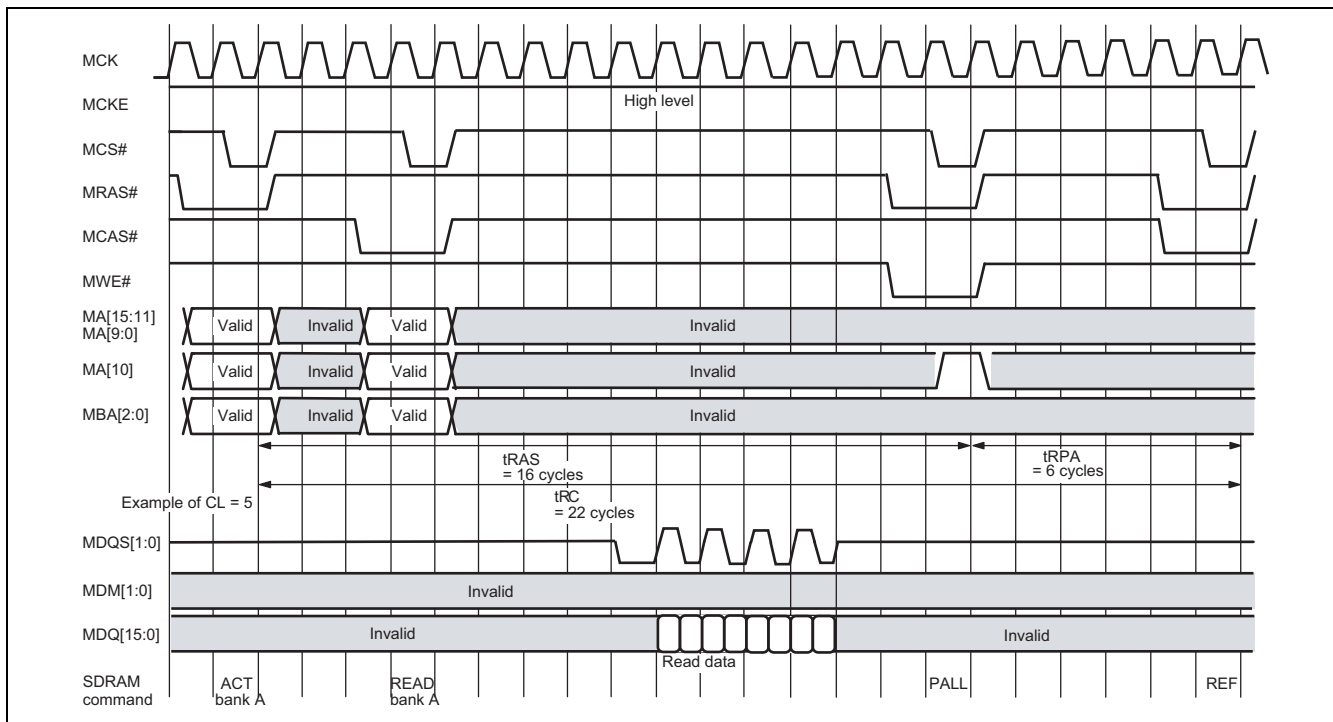 MCK
MCKE
High level
MCS#
MRAS#
MCAS#
MWE#
MA[15:11]
MA[9:0]
Valid
Invalid
Valid
Invalid
MA[10]
Valid
Invalid
Valid
Invalid
MBA[2:0]
Valid
Invalid
Valid
Invalid
tRAS
= 16 cycles
tRPA
= 6 cycles
Example of CL = 5
tRC
= 22 cycles
MDQS[1:0]
MDM[1:0]
Invalid
MDQ[15:0]
Invalid
Invalid
Read data
SDRAM
command
ACT
bank A
READ
bank A
PALL
REF